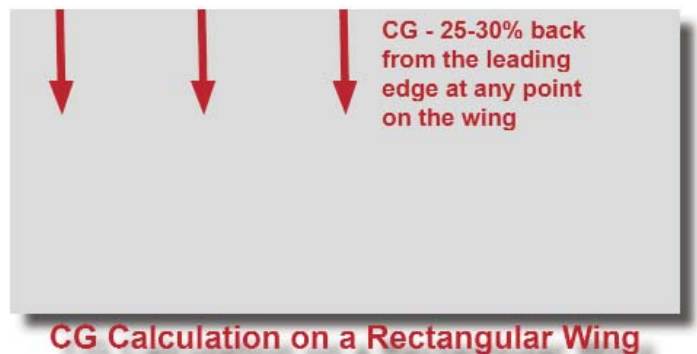 CG - 25-30% back
from the leading
edge at any point
on the wing
CG Calculation on a Rectangular Wing